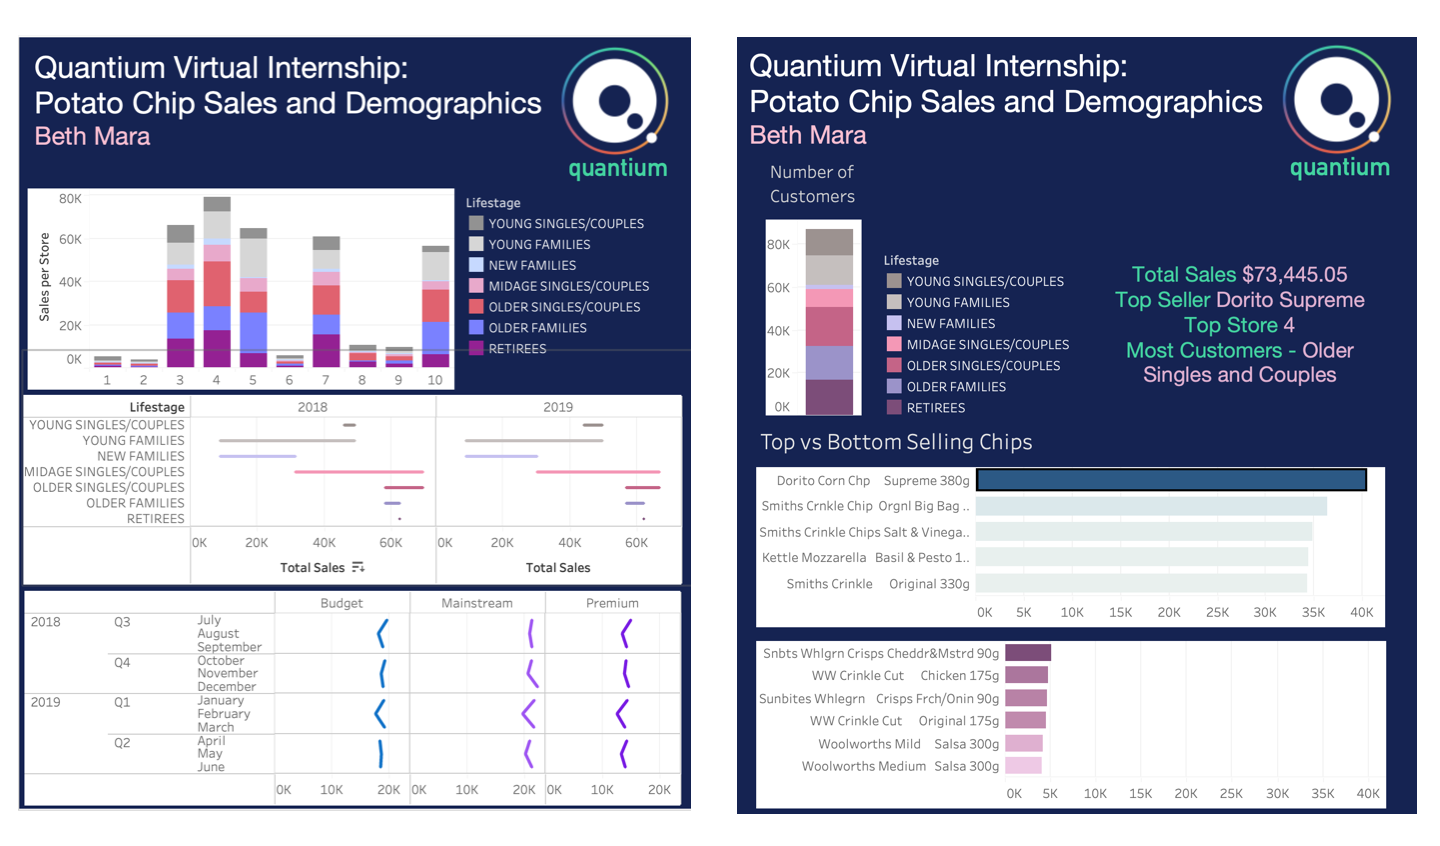 Quantium Virtual Internship:
Potato Chip Sales and Demographics
Beth Mara
quantium
Sales per Store
80K
60K
40K
20K
0K
1 2 3 4 5 6 7 8 9 10
Lifestage
YOUNG SINGLES/COUPLES
YOUNG FAMILIES
NEW FAMILIES
MIDAGE SINGLES/COUPLES
OLDER SINGLES/COUPLES
OLDER FAMILIES
RETIREES
Lifestage 2018 2019
YOUNG SINGLES/COUPLES
YOUNG FAMILIES
NEW FAMILIES
MIDAGE SINGLES/COUPLES
OLDER SINGLES/COUPLES
OLDER FAMILIES
RETIREES
0K 20K 40K 60K 0K 20K 40K 60K
Total Sales Total Sales
Budget Mainstream Premium
2018 Q3 July
August
September
Q4 October
November
December
2019 Q1 January
February
March
Q2 April
May
June
0K 10K 20K 0K 10K 20K 0K 10K 20K
Quantium Virtual Internship:
Potato Chip Sales and Demographics
Beth Mara
quantium
Number of
Customers
80K
60K
40K
20K
0K
Lifestage
YOUNG SINGLES/COUPLES
YOUNG FAMILIES
NEW FAMILIES
MIDAGE SINGLES/COUPLES
OLDER SINGLES/COUPLES
OLDER FAMILIES
RETIREES
Total Sales $73,445.05
Top Seller Dorito Supreme
Top Store 4
Most Customers - Older
Singles and Couples
Top vs Bottom Selling Chips
Dorito Corn Chp Supreme 380g
Smiths Crnkle Chip Orgnl Big Bag ..
Smiths Crinkle Chips Salt & Vinega..
Kettle Mozzarella Basil & Pesto 1..
Smiths Crinkle Original 330g
0K 5K 10K 15K 20K 25K 30K 35K 40K
Snbts Whlgrn Crisps Cheddr&Mstrd 90g
WW Crinkle Cut Chicken 175g
Sunbites Whlegrn Crisps Frch/Onin 90g
WW Crinkle Cut Original 175g
Woolworths Mild Salsa 300g
Woolworths Medium Salsa 300g
0K 5K 10K 15K 20K 25K 30K 35K 40K